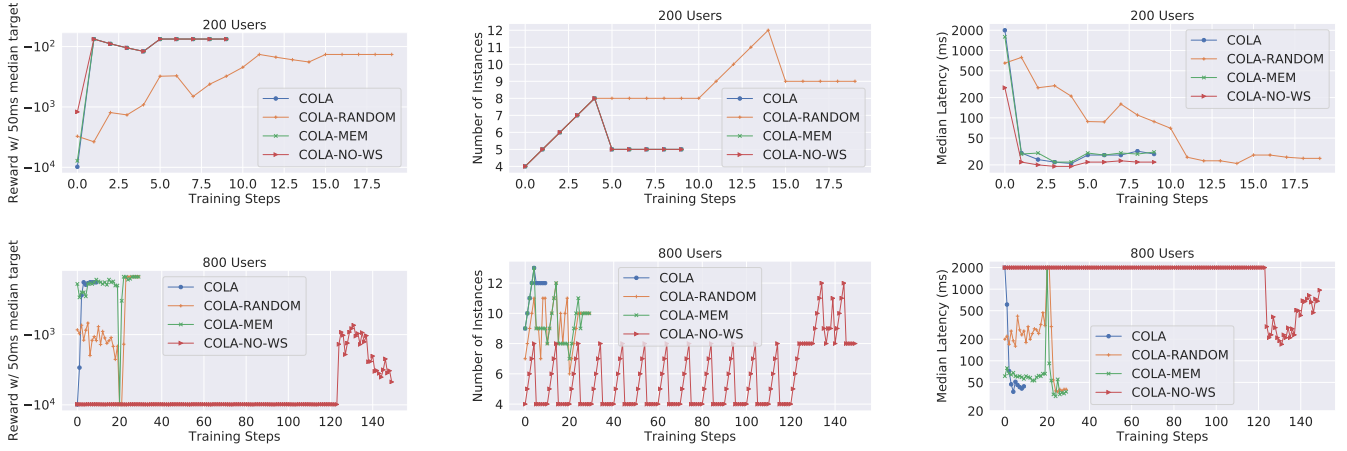 200 Users
Reward w/ 50ms median target
−10²
−10³
−10⁴
COLA
COLA-RANDOM
COLA-MEM
COLA-NO-WS
0.0 2.5 5.0 7.5 10.0 12.5 15.0 17.5
Training Steps
200 Users
Number of Instances
12
11
10
9
8
7
6
5
4
COLA
COLA-RANDOM
COLA-MEM
COLA-NO-WS
0.0 2.5 5.0 7.5 10.0 12.5 15.0 17.5
Training Steps
200 Users
Median Latency (ms)
2000
1000
500
200
100
50
20
COLA
COLA-RANDOM
COLA-MEM
COLA-NO-WS
0.0 2.5 5.0 7.5 10.0 12.5 15.0 17.5
Training Steps
800 Users
Reward w/ 50ms median target
−10³
−10⁴
COLA
COLA-RANDOM
COLA-MEM
COLA-NO-WS
0 20 40 60 80 100 120 140
Training Steps
800 Users
Number of Instances
12
10
8
6
4
COLA
COLA-RANDOM
COLA-MEM
COLA-NO-WS
0 20 40 60 80 100 120 140
Training Steps
800 Users
Median Latency (ms)
2000
1000
500
200
100
50
20
COLA
COLA-RANDOM
COLA-MEM
COLA-NO-WS
0 20 40 60 80 100 120 140
Training Steps